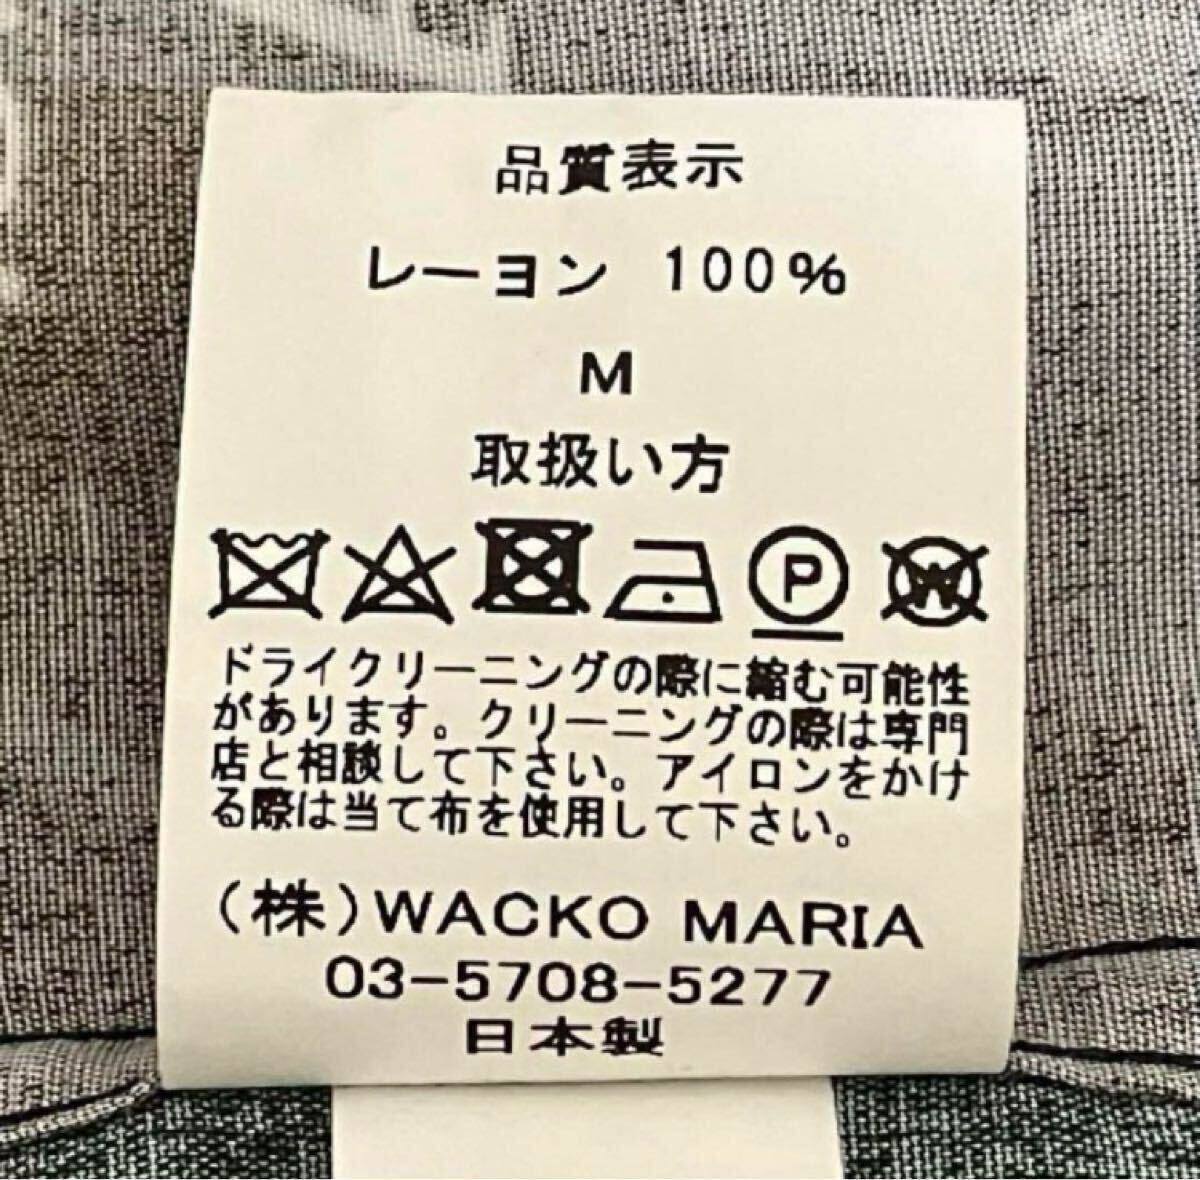 品質表示
レーヨン 100%
M
取扱い方
P W
ドライクリーニングの際に縮む可能性
があります。クリーニングの際は専門
店と相談して下さい。アイロンをかけ
る際は当て布を使用して下さい。
(株)WACKO MARIA
03-5708-5277
日本製